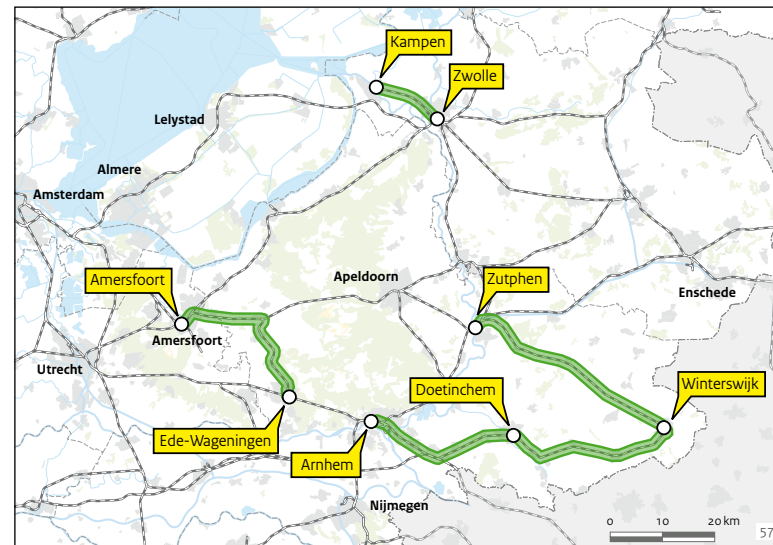 Kampen
Zwolle
Lelystad
Almere
Amsterdam
Amersfoort
Apeldoorn
Zutphen
Enschede
Amersfoort
Utrecht
Doetinchem
Winterswijk
Ede-Wageningen
Arnhem
Nijmegen
0 10 20 km
57